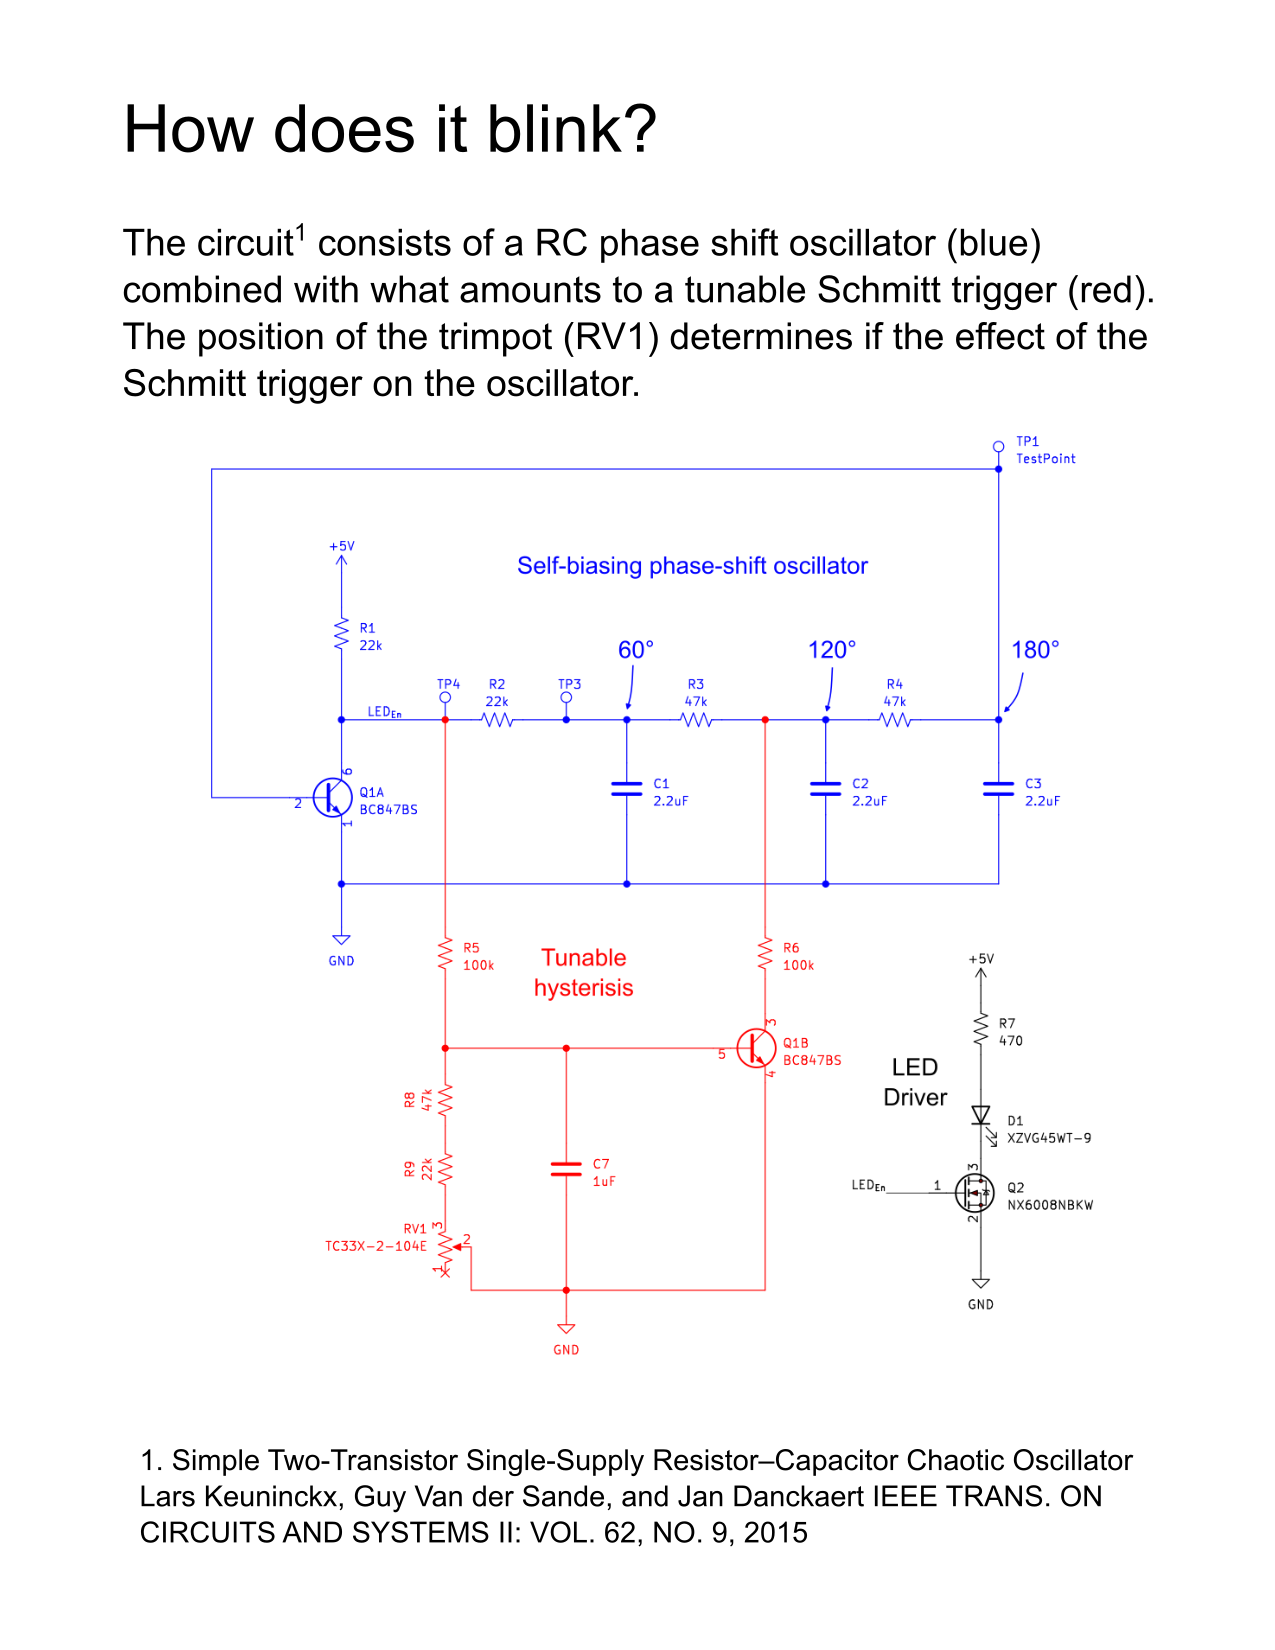 How does it blink?
The circuit1 consists of a RC phase shift oscillator (blue)
combined with what amounts to a tunable Schmitt trigger (red).
The position of the trimpot (RV1) determines if the effect of the
Schmitt trigger on the oscillator.
TP1
TestPoint
+5V
Self-biasing phase-shift oscillator
R1
22k
60°
120°
180°
TP4
R2
22k
TP3
R3
47k
R4
47k
LEDEn
6
2
Q1A
BC847BS
1
C1
2.2uF
C2
2.2uF
C3
2.2uF
GND
R5
100k
Tunable
hysterisis
R6
100k
+5V
3
5
Q1B
BC847BS
4
R7
470
LED
Driver
R8
47k
D1
XZVG45WT-9
R9
22k
C7
1uF
3
LEDEn
1
Q2
NX6008NBKW
2
RV1
3
TC33X-2-104E
2
1
GND
GND
1. Simple Two-Transistor Single-Supply Resistor–Capacitor Chaotic Oscillator
Lars Keuninckx, Guy Van der Sande, and Jan Danckaert IEEE TRANS. ON
CIRCUITS AND SYSTEMS II: VOL. 62, NO. 9, 2015